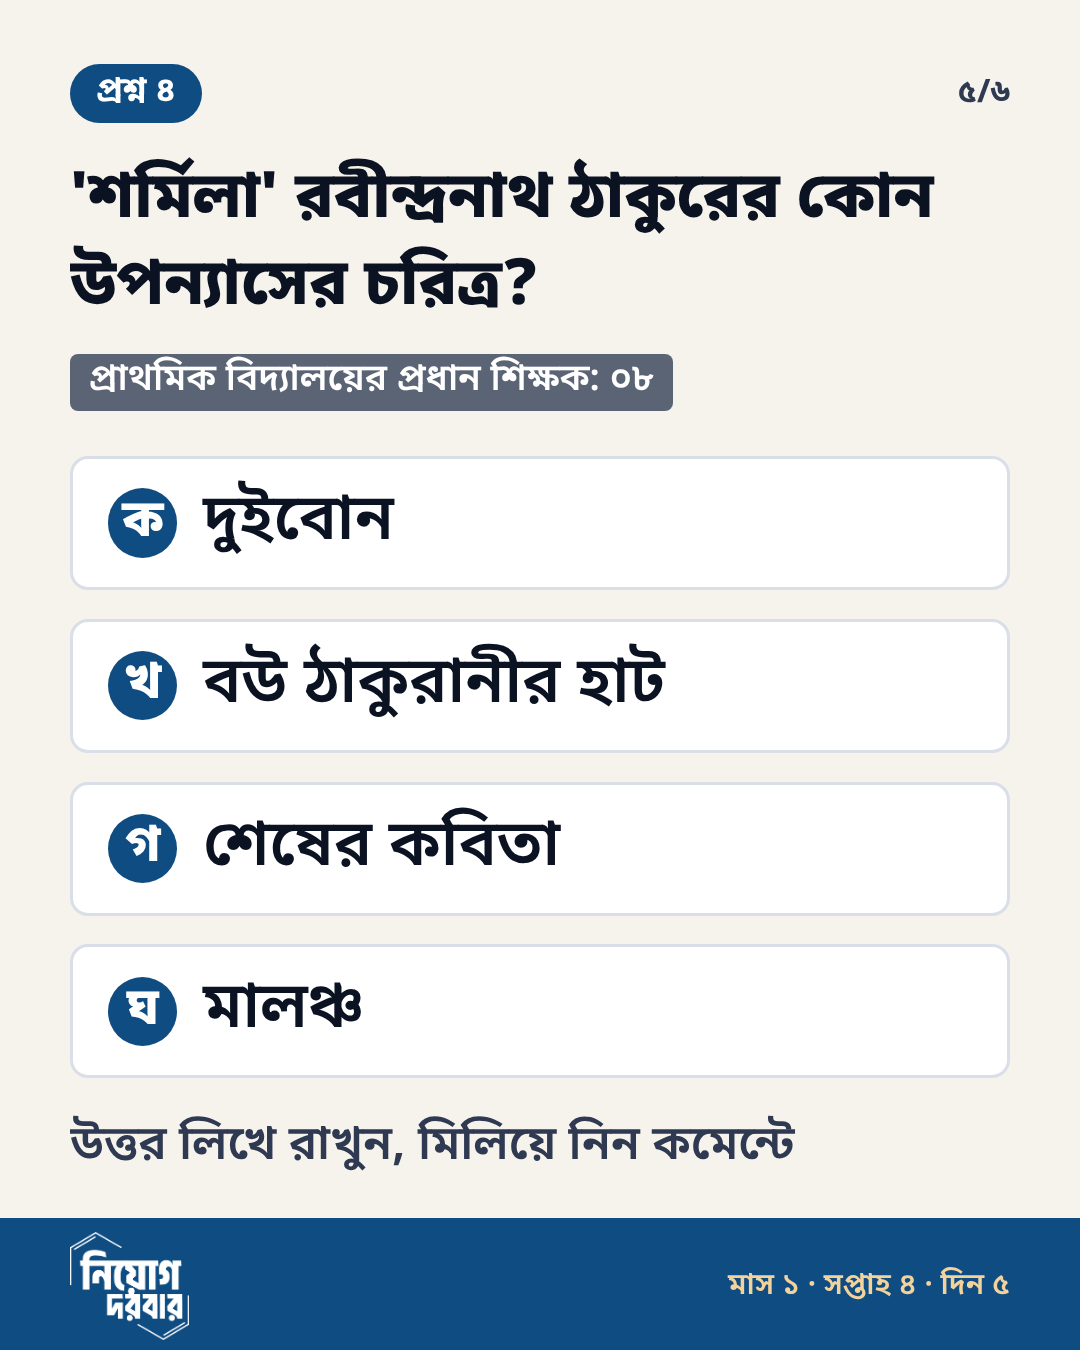 প্রশ্ন ৪
৫/৬
'শর্মিলা' রবীন্দ্রনাথ ঠাকুরের কোন
উপন্যাসের চরিত্র?
প্রাথমিক বিদ্যালয়ের প্রধান শিক্ষক: ০৮
ক দুইবোন
খ বউ ঠাকুরানীর হাট
গ শেষের কবিতা
ঘ মালঞ্চ
উত্তর লিখে রাখুন, মিলিয়ে নিন কমেন্টে
নিয়োগ
দরবার
মাস ১ · সপ্তাহ ৪ · দিন ৫